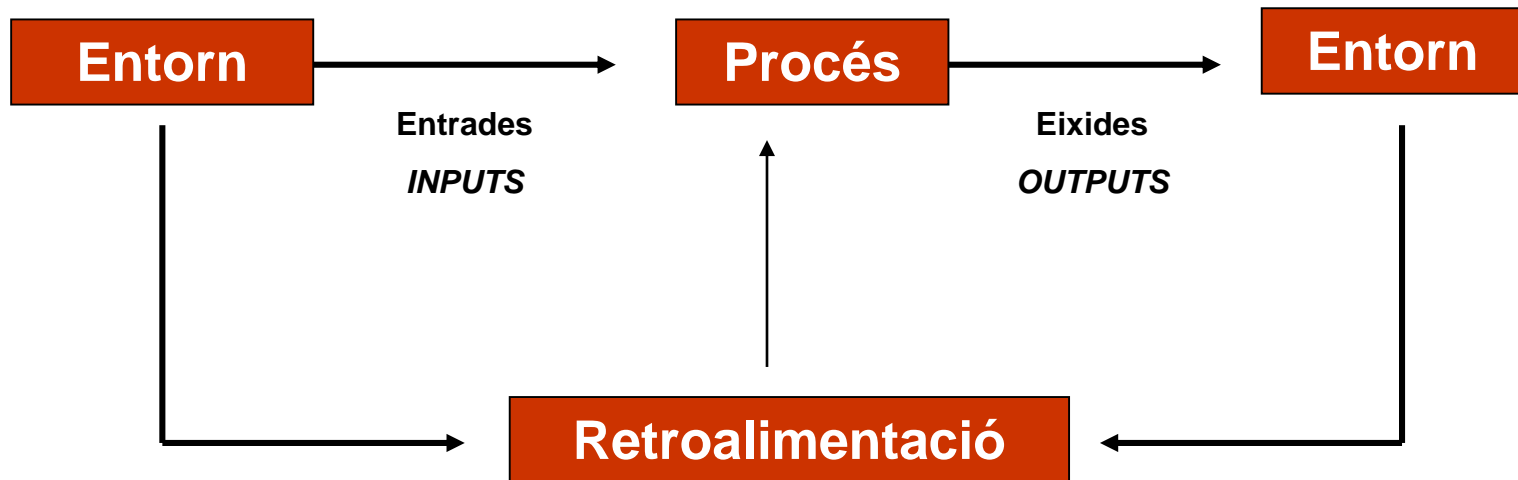 Entorn
Procés
Entorn
Entrades
INPUTS
Eixides
OUTPUTS
Retroalimentació